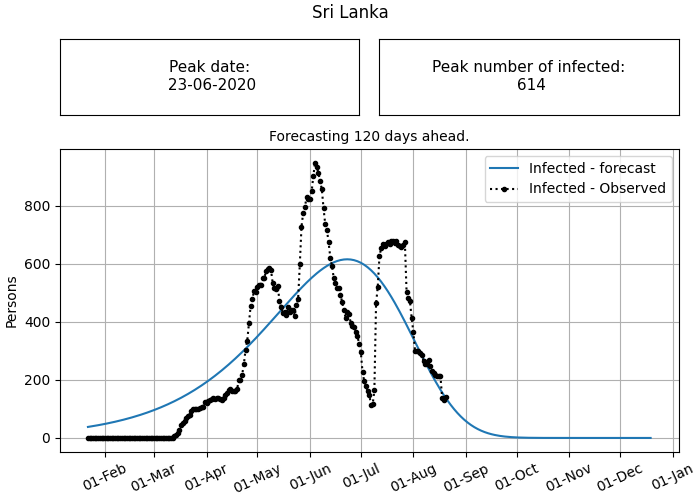 Sri Lanka
Peak date:
23-06-2020
Peak number of infected:
614
Forecasting 120 days ahead.
Infected - forecast
Infected - Observed
Persons
800
600
400
200
0
01-Feb
01-Mar
01-Apr
01-May
01-Jun
01-Jul
01-Aug
01-Sep
01-Oct
01-Nov
01-Dec
01-Jan